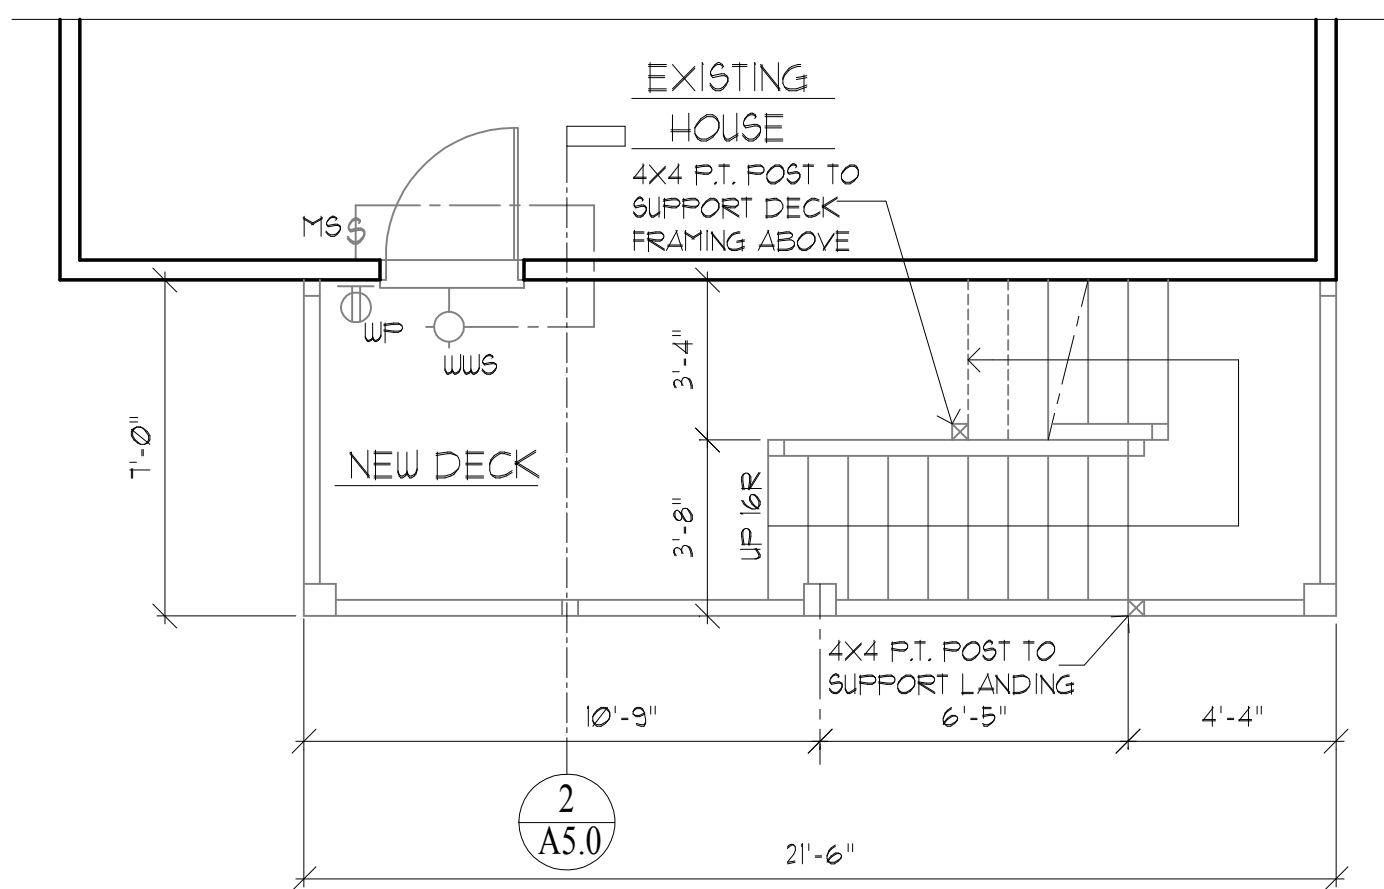 EXISTING
HOUSE
4X4 P.T. POST TO
SUPPORT DECK
FRAMING ABOVE
MS S
WP
WWS
3'-4"
7'-0"
NEW DECK
3'-8"
UP 16R
4X4 P.T. POST TO
SUPPORT LANDING
10'-9"
6'-5"
4'-4"
2
A5.0
21'-6"